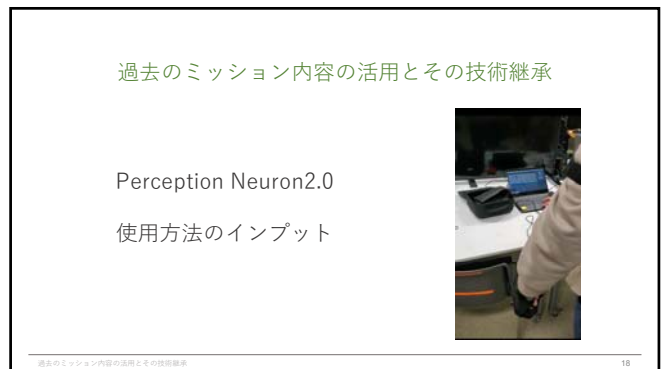 過去のミッション内容の活用とその技術継承
Perception Neuron2.0
使用方法のインプット
過去のミッション内容の活用とその技術継承
18